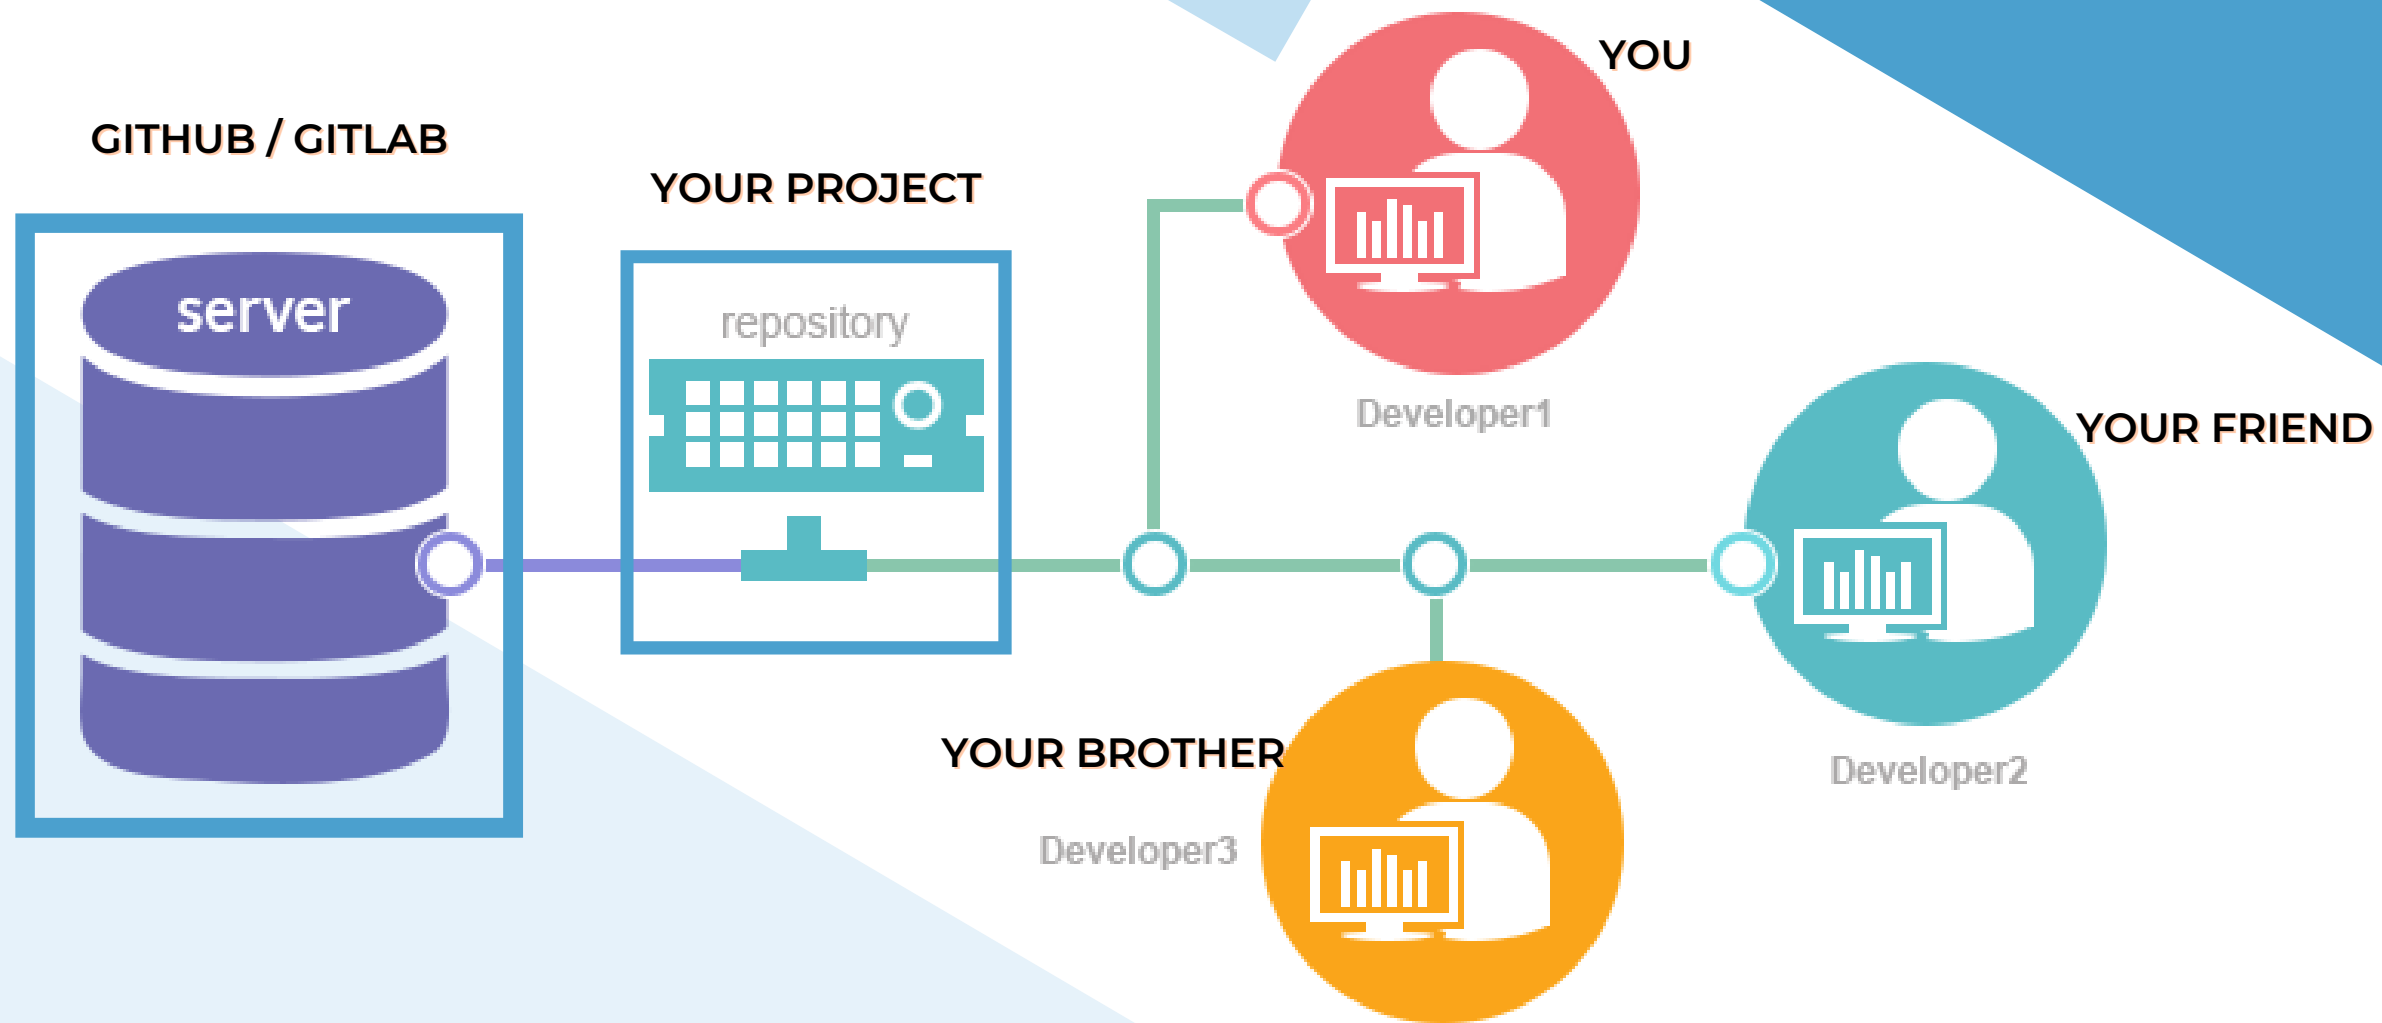 GITHUB / GITLAB
server
YOUR PROJECT
repository
YOU
Developer1
YOUR FRIEND
Developer2
YOUR BROTHER
Developer3